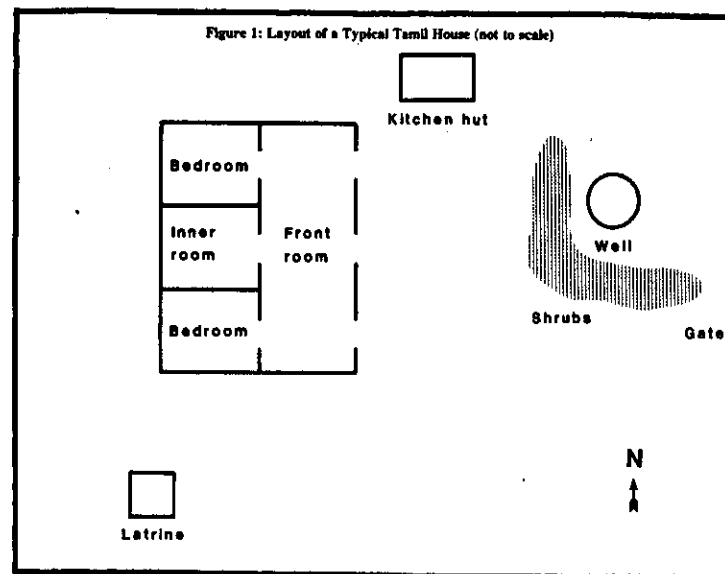 Figure 1: Layout of a Typical Tamil House (not to scale)
Kitchen hut
Bedroom
Inner
room
Front
room
Well
Bedroom
Shrubs
Gate
N
Latrine